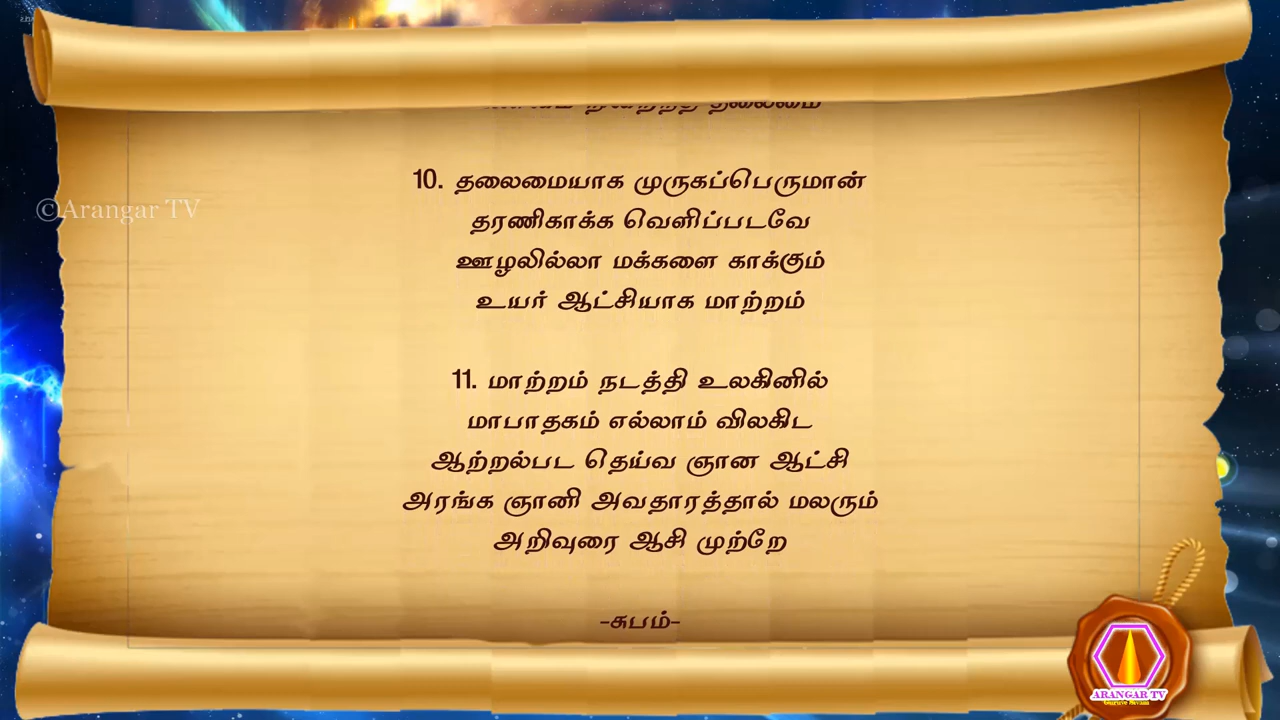 தலைமை
10. தலைமையாக முருகப்பெருமான்
தரணிகாக்க வெளிப்படவே
ஊழலில்லா மக்களை காக்கும்
உயர் ஆட்சியாக மாற்றம்
©Arangar TV
11. மாற்றம் நடத்தி உலகினில்
மாபாதகம் எல்லாம் விலகிட
ஆற்றல்பட தெய்வ ஞான ஆட்சி
அரங்க ஞானி அவதாரத்தால் மலரும்
அறிவுரை ஆசி முற்றே
-சுபம்-
ARANGAR TV